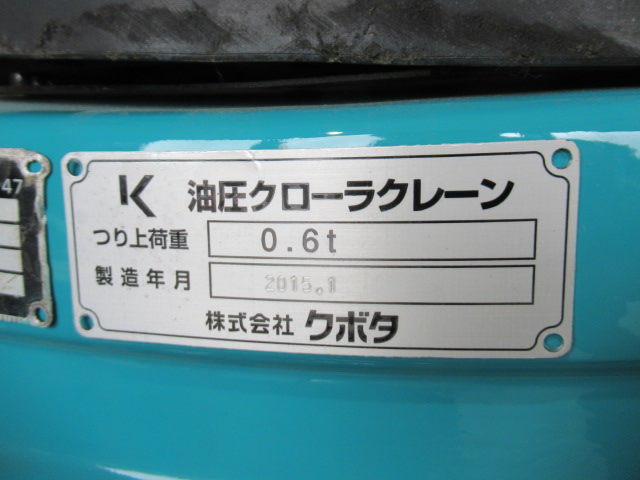 47
K 油圧クローラクレーン
つり上荷重 0.6t
製造年月 2015.1
株式会社 クボタ